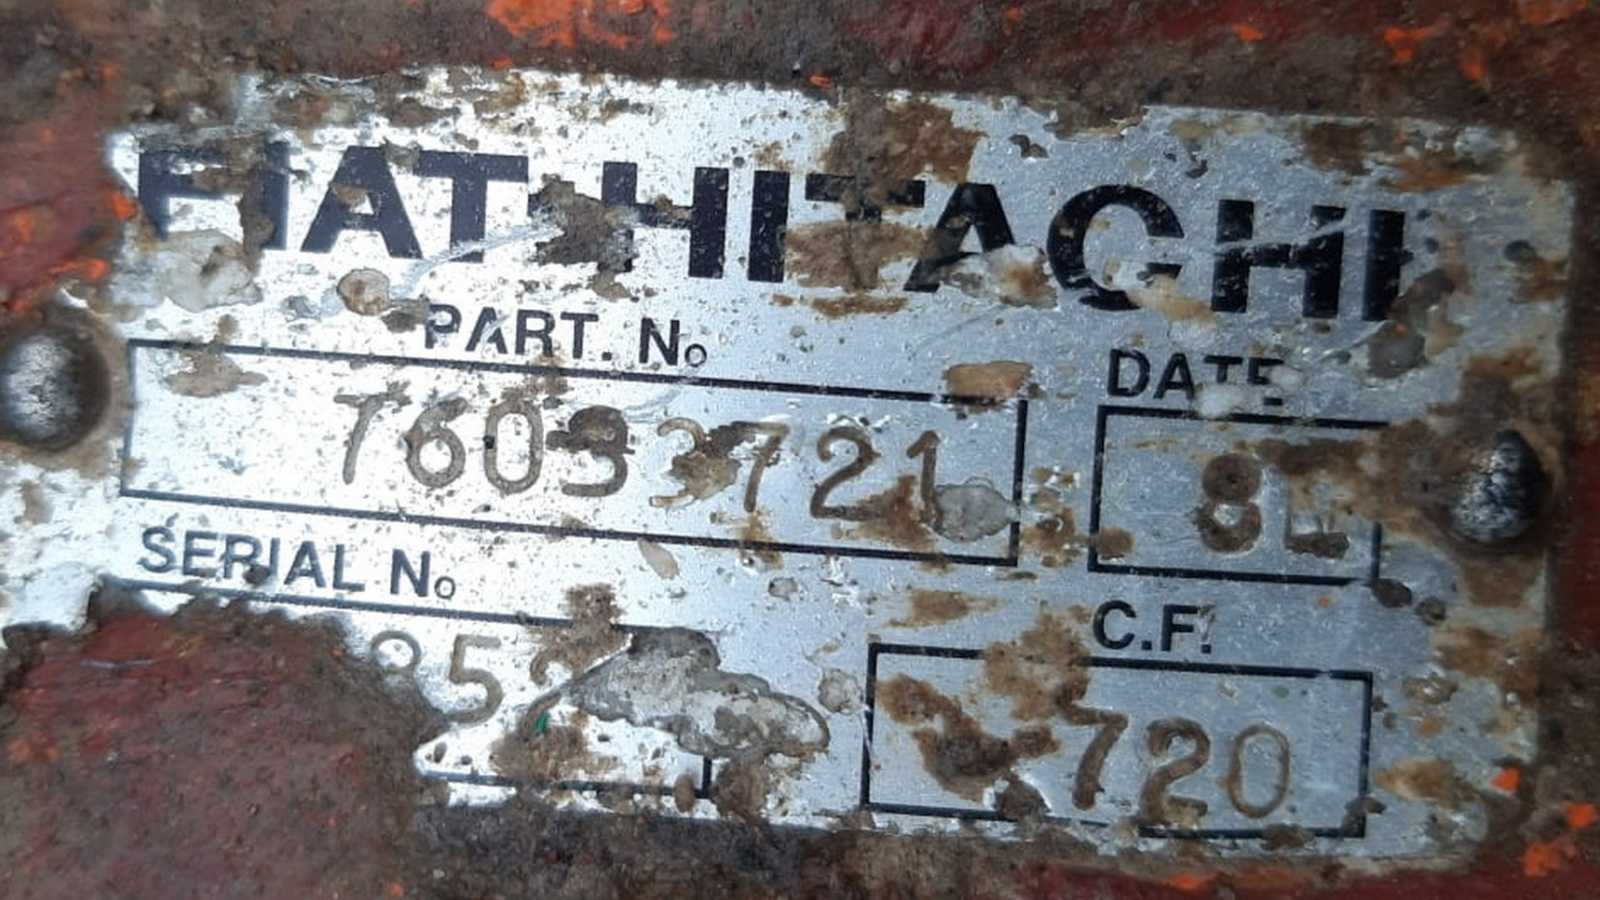 FIAT-HITACHI
PART. No
DATE
76033721
SERIAL No
C.F.
720